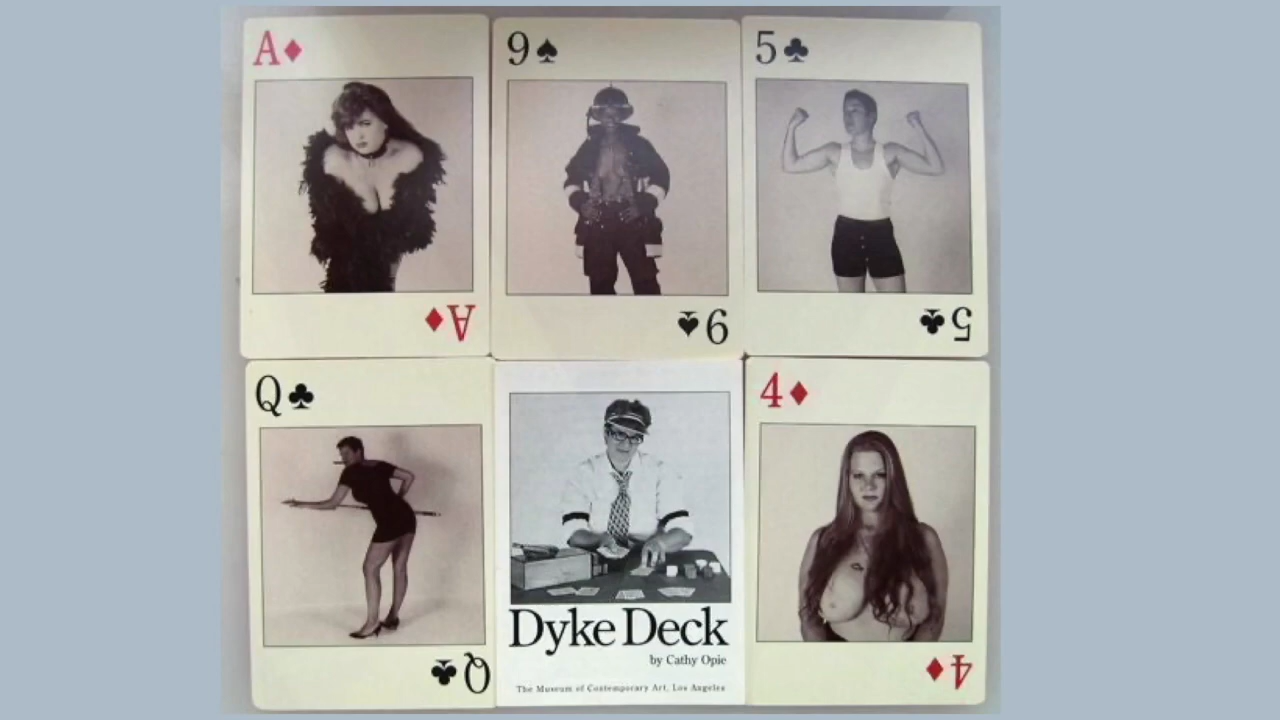 A♦
A♦
9♠
9♠
5♣
5♣
Q♣
Q♣
Dyke Deck
by Cathy Opie
The Museum of Contemporary Art, Los Angeles
4♦
4♦